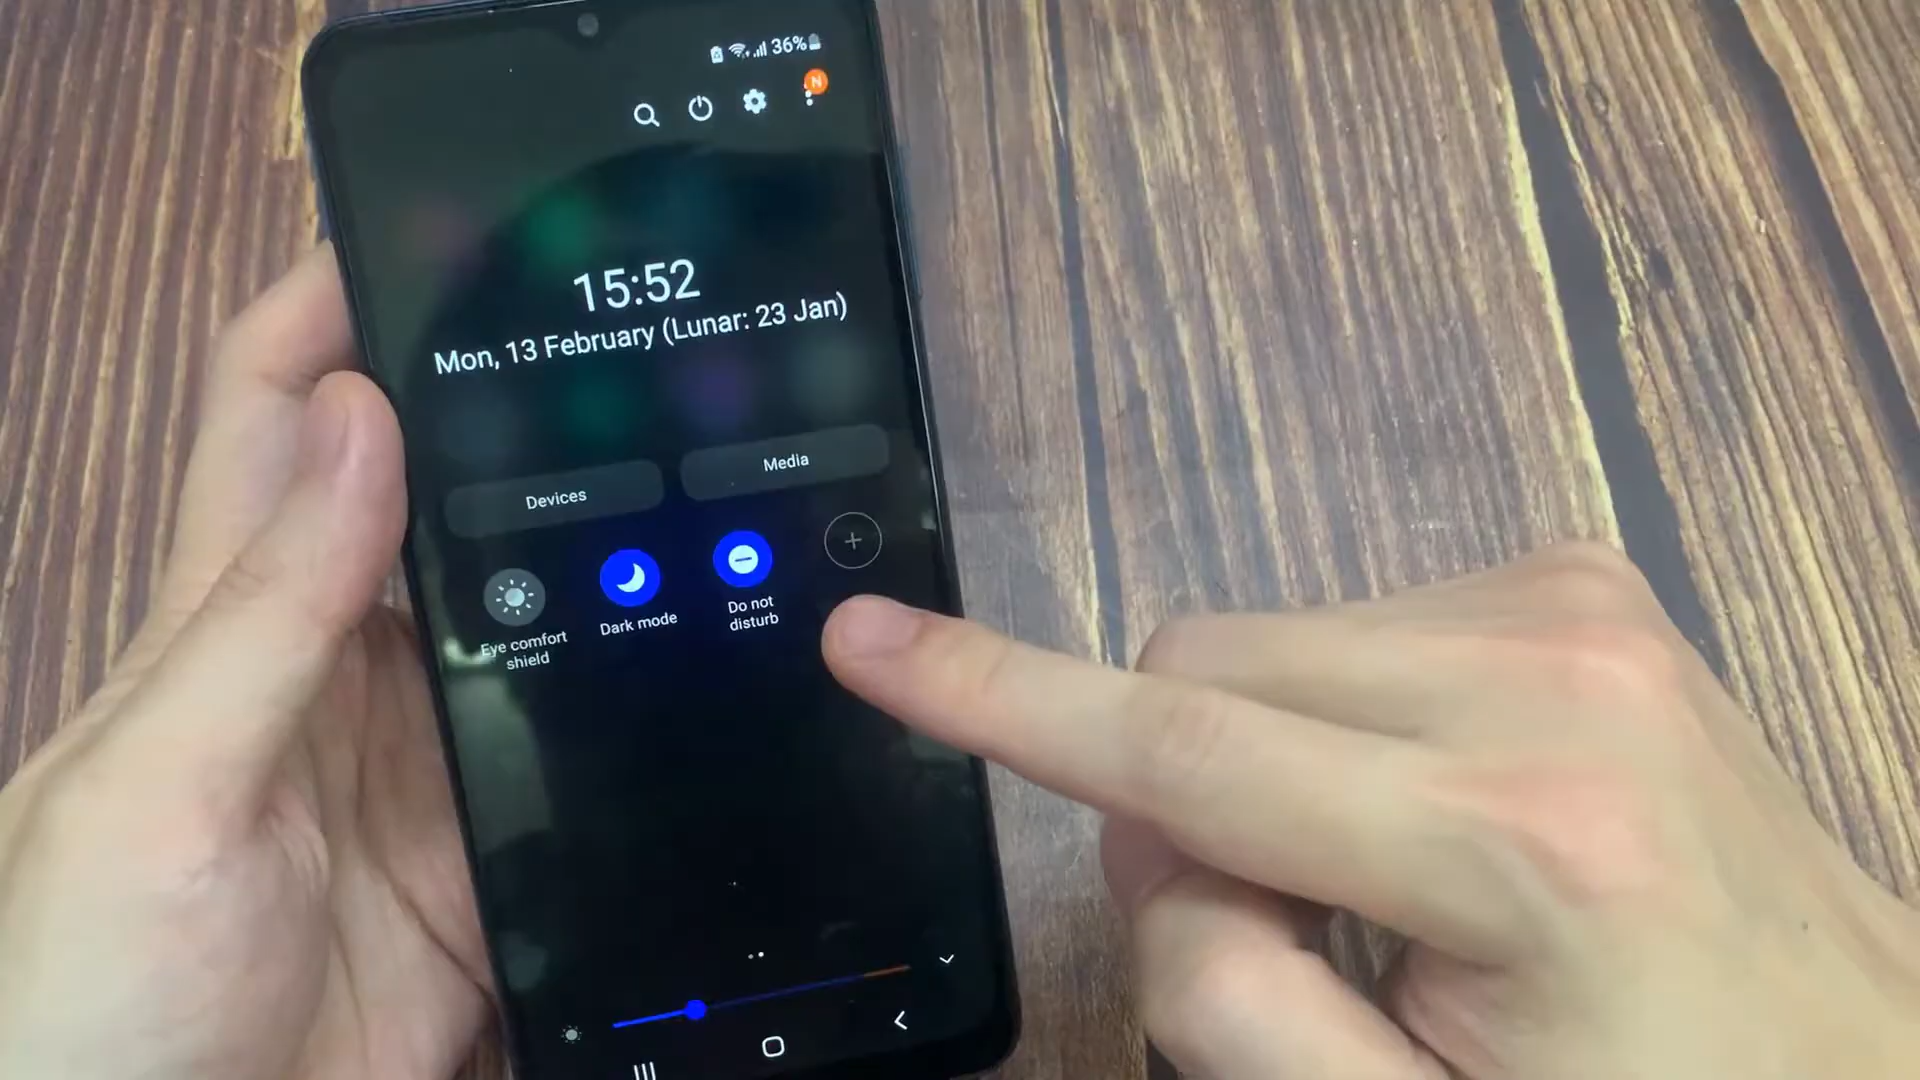 36%
N
15:52
Mon, 13 February (Lunar: 23 Jan)
Devices
Media
Eye comfort
shield
Dark mode
Do not
disturb